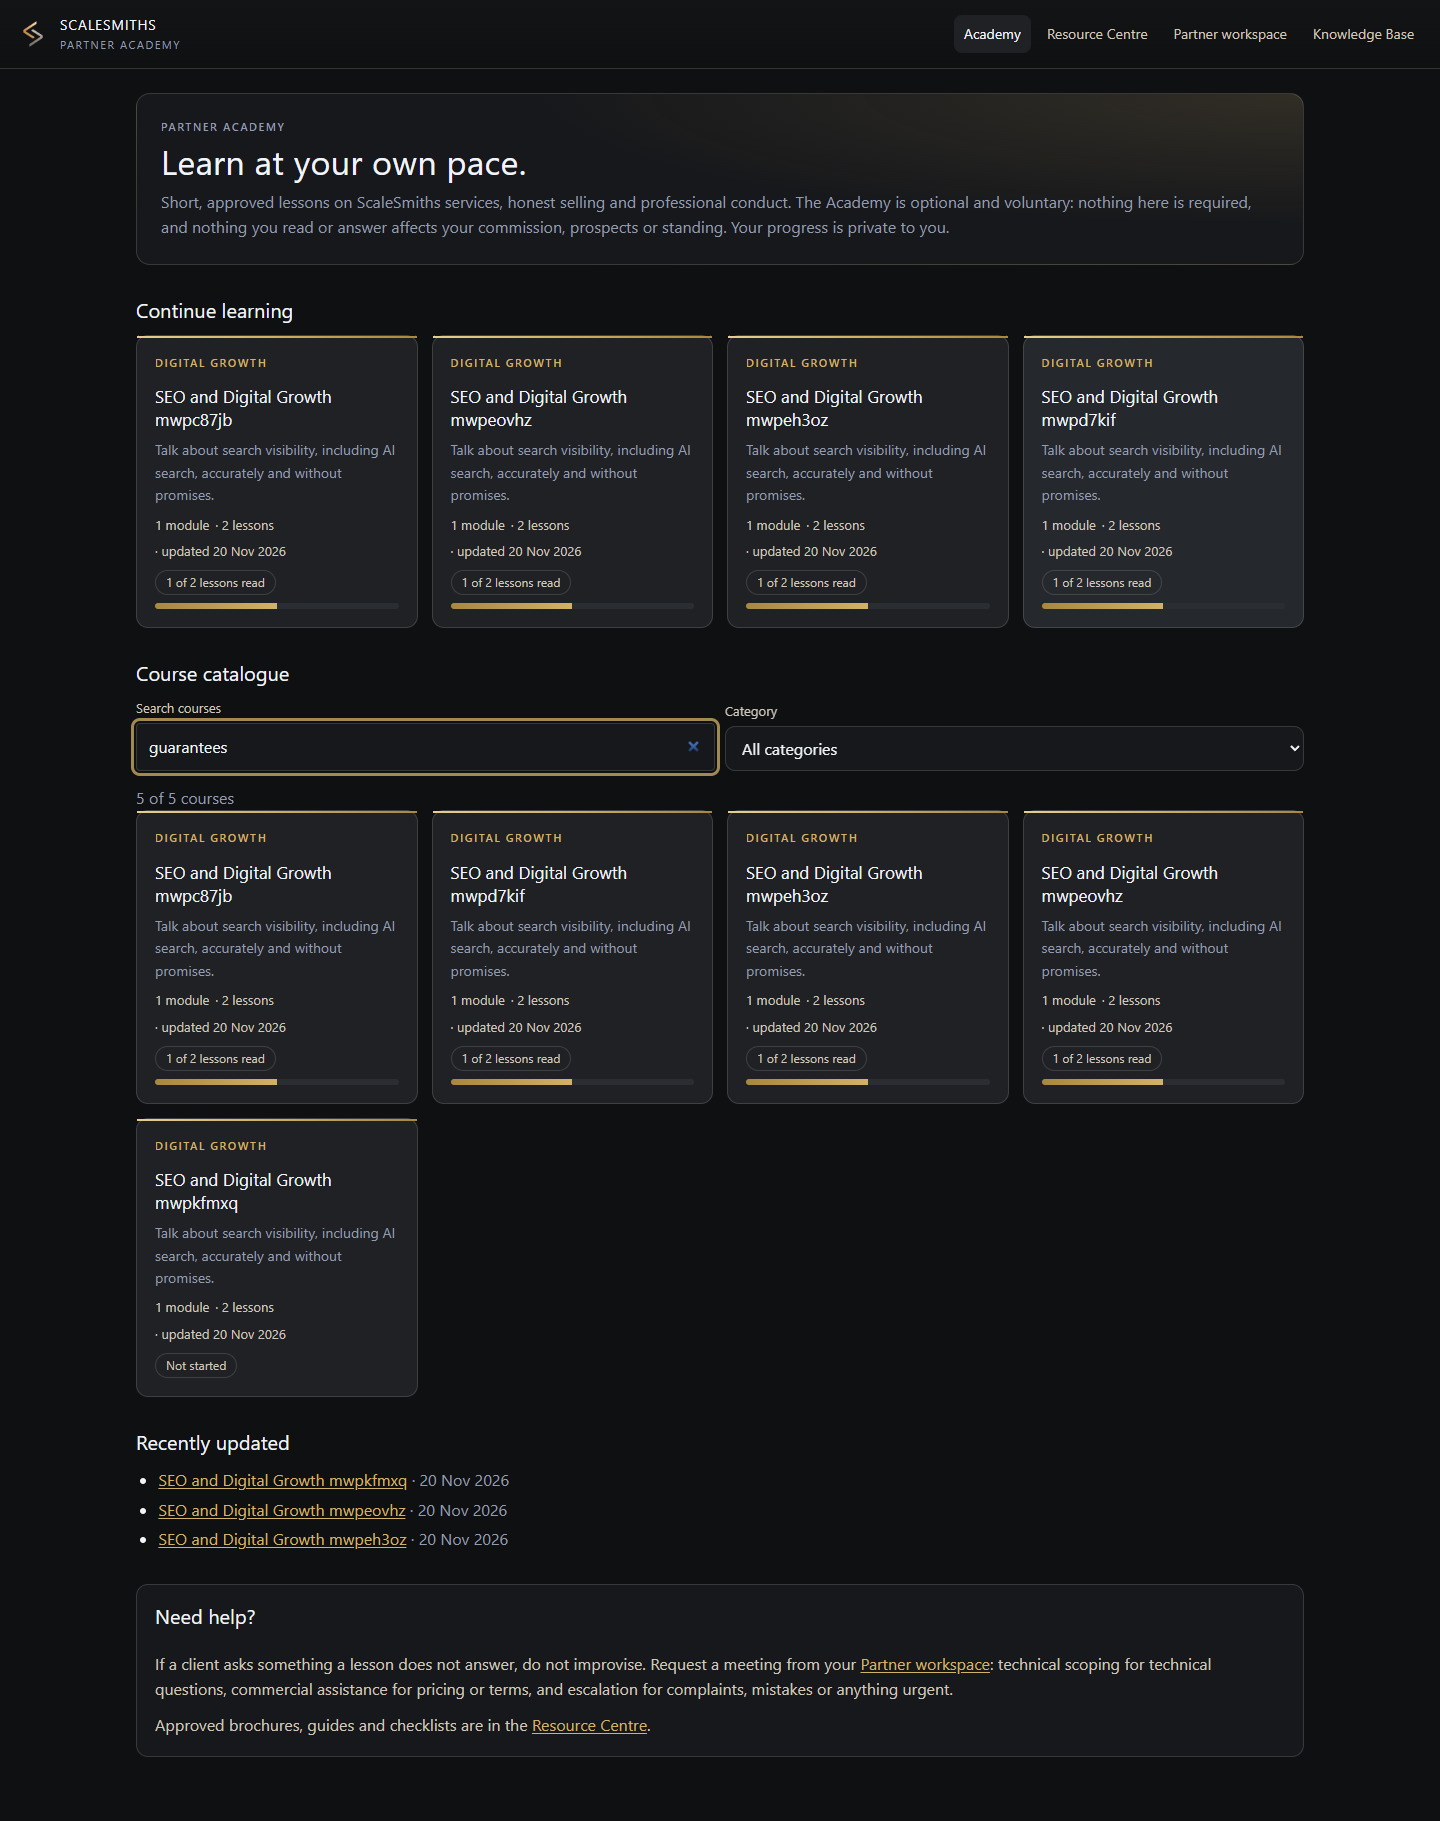 SCALESMITHS
PARTNER ACADEMY
Academy
Resource Centre
Partner workspace
Knowledge Base
PARTNER ACADEMY
Learn at your own pace.
Short, approved lessons on ScaleSmiths services, honest selling and professional conduct. The Academy is optional and voluntary: nothing here is required,
and nothing you read or answer affects your commission, prospects or standing. Your progress is private to you.
Continue learning
DIGITAL GROWTH
SEO and Digital Growth
mwpc87jb
Talk about search visibility, including AI
search, accurately and without
promises.
1 module · 2 lessons
· updated 20 Nov 2026
1 of 2 lessons read
DIGITAL GROWTH
SEO and Digital Growth
mwpeovhz
Talk about search visibility, including AI
search, accurately and without
promises.
1 module · 2 lessons
· updated 20 Nov 2026
1 of 2 lessons read
DIGITAL GROWTH
SEO and Digital Growth
mwpeh3oz
Talk about search visibility, including AI
search, accurately and without
promises.
1 module · 2 lessons
· updated 20 Nov 2026
1 of 2 lessons read
DIGITAL GROWTH
SEO and Digital Growth
mwpd7kif
Talk about search visibility, including AI
search, accurately and without
promises.
1 module · 2 lessons
· updated 20 Nov 2026
1 of 2 lessons read
Course catalogue
Search courses
guarantees
Category
All categories
5 of 5 courses
DIGITAL GROWTH
SEO and Digital Growth
mwpc87jb
Talk about search visibility, including AI
search, accurately and without
promises.
1 module · 2 lessons
· updated 20 Nov 2026
1 of 2 lessons read
DIGITAL GROWTH
SEO and Digital Growth
mwpd7kif
Talk about search visibility, including AI
search, accurately and without
promises.
1 module · 2 lessons
· updated 20 Nov 2026
1 of 2 lessons read
DIGITAL GROWTH
SEO and Digital Growth
mwpeh3oz
Talk about search visibility, including AI
search, accurately and without
promises.
1 module · 2 lessons
· updated 20 Nov 2026
1 of 2 lessons read
DIGITAL GROWTH
SEO and Digital Growth
mwpeovhz
Talk about search visibility, including AI
search, accurately and without
promises.
1 module · 2 lessons
· updated 20 Nov 2026
1 of 2 lessons read
DIGITAL GROWTH
SEO and Digital Growth
mwpkfmxq
Talk about search visibility, including AI
search, accurately and without
promises.
1 module · 2 lessons
· updated 20 Nov 2026
Not started
Recently updated
• SEO and Digital Growth mwpkfmxq · 20 Nov 2026
• SEO and Digital Growth mwpeovhz · 20 Nov 2026
• SEO and Digital Growth mwpeh3oz · 20 Nov 2026
Need help?
If a client asks something a lesson does not answer, do not improvise. Request a meeting from your Partner workspace: technical scoping for technical
questions, commercial assistance for pricing or terms, and escalation for complaints, mistakes or anything urgent.
Approved brochures, guides and checklists are in the Resource Centre.